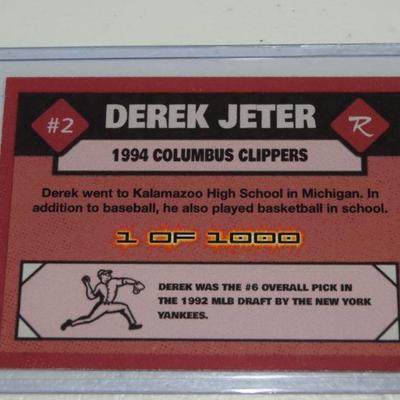 #2 DEREK JETER R
1994 COLUMBUS CLIPPERS
Derek went to Kalamazoo High School in Michigan. In
addition to baseball, he also played basketball in school.
1 OF 1000
DEREK WAS THE #6 OVERALL PICK IN
THE 1992 MLB DRAFT BY THE NEW YORK
YANKEES.